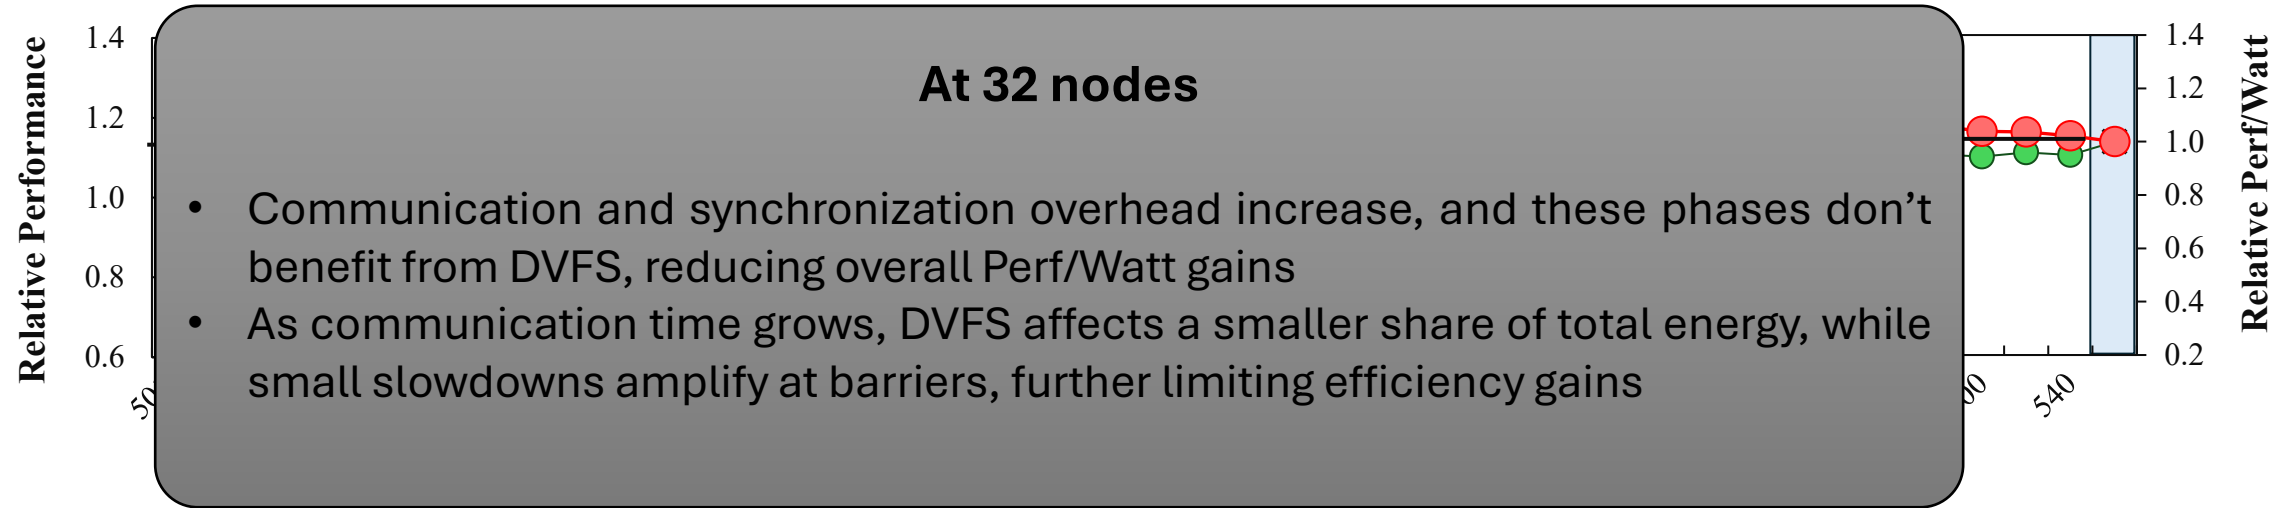 Relative Performance
1.4
1.2
1.0
0.8
0.6
At 32 nodes
• Communication and synchronization overhead increase, and these phases don’t
benefit from DVFS, reducing overall Perf/Watt gains
• As communication time grows, DVFS affects a smaller share of total energy, while
small slowdowns amplify at barriers, further limiting efficiency gains
540
1.4
1.2
1.0
0.8
0.6
0.4
0.2
Relative Perf/Watt